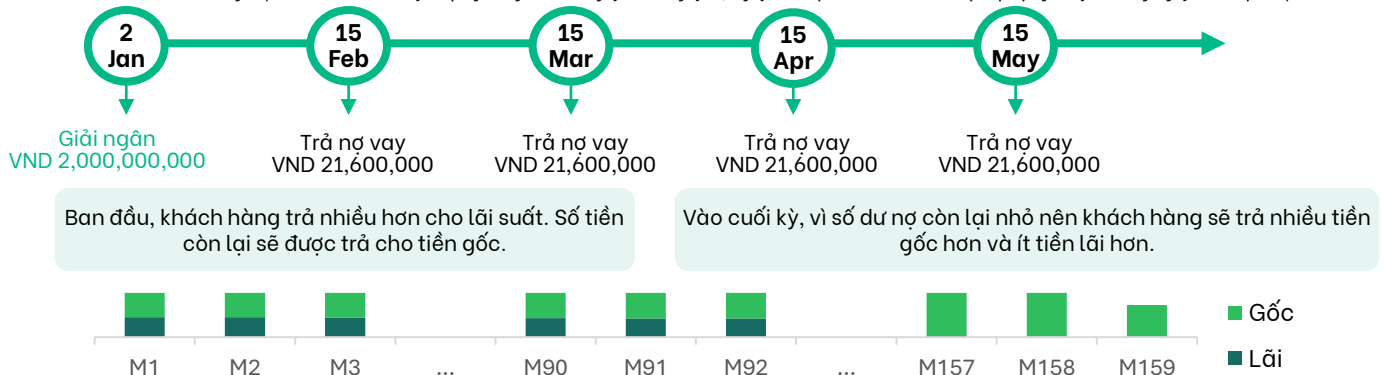 2
Jan
15
Feb
15
Mar
15
Apr
15
May
Giải ngân
VND 2,000,000,000
Trả nợ vay
VND 21,600,000
Trả nợ vay
VND 21,600,000
Trả nợ vay
VND 21,600,000
Trả nợ vay
VND 21,600,000
Ban đầu, khách hàng trả nhiều hơn cho lãi suất. Số tiền
còn lại sẽ được trả cho tiền gốc.
Vào cuối kỳ, vì số dư nợ còn lại nhỏ nên khách hàng sẽ trả nhiều tiền
gốc hơn và ít tiền lãi hơn.
Gốc
Lãi
M1 M2 M3 ... M90 M91 M92 ... M157 M158 M159